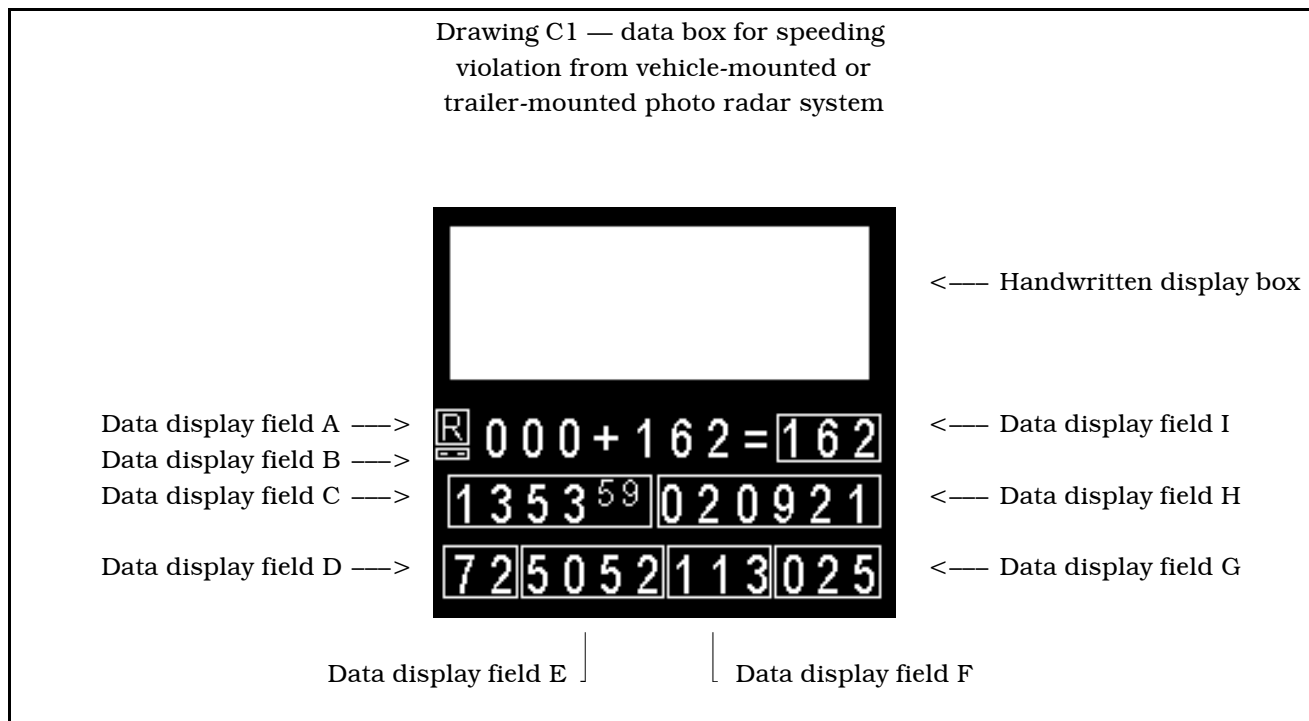 Drawing C1 — data box for speeding
violation from vehicle-mounted or
trailer-mounted photo radar system
<--- Handwritten display box
Data display field A --->
R 000+162=162
<--- Data display field I
Data display field B --->
Data display field C --->
1353 59 020921
<--- Data display field H
Data display field D --->
72 5052 113 025
<--- Data display field G
Data display field E
Data display field F